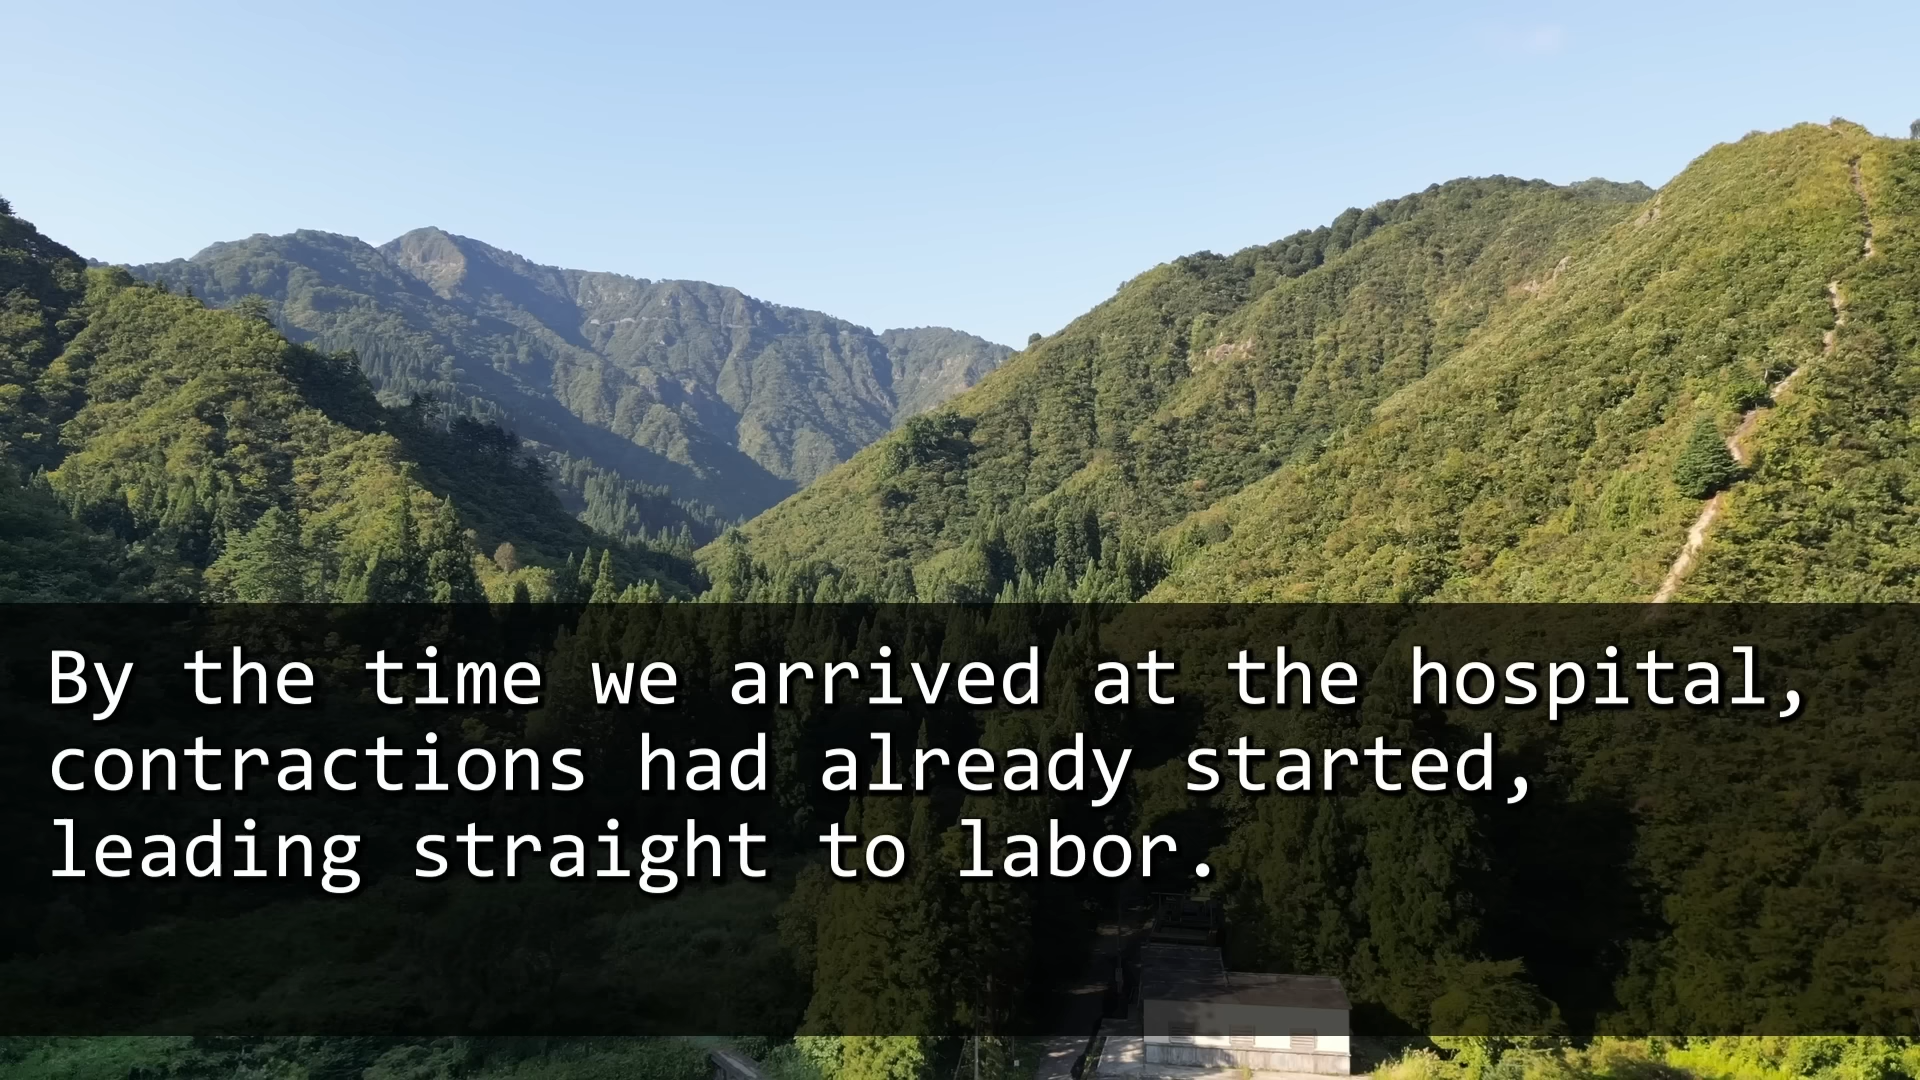 By the time we arrived at the hospital,
contractions had already started,
leading straight to labor.